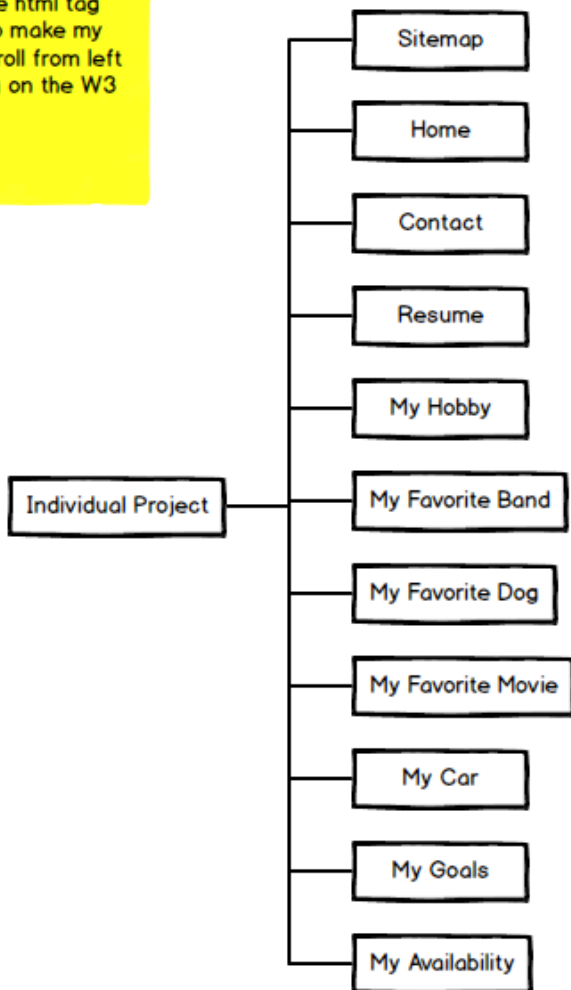 html tag
make my
roll from left
on the W3
Sitemap
Home
Contact
Resume
My Hobby
Individual Project
My Favorite Band
My Favorite Dog
My Favorite Movie
My Car
My Goals
My Availability